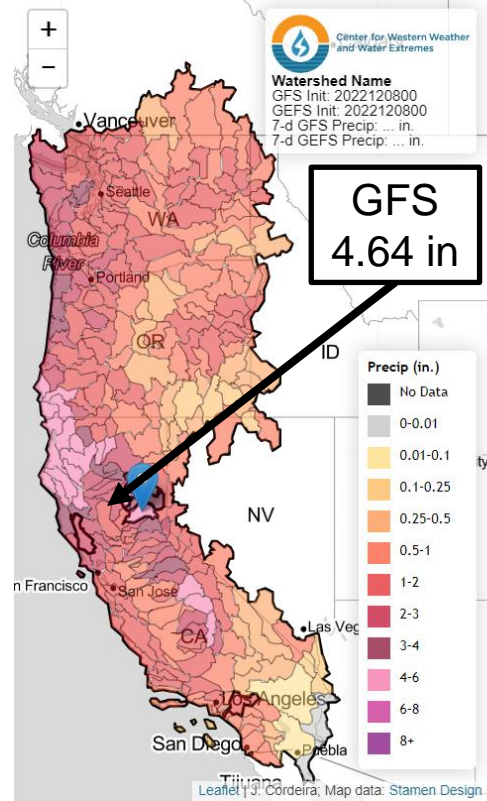 +
−
Center for Western Weather
and Water Extremes
Watershed Name
GFS Init: 2022120800
GEFS Init: 2022120800
7-d GFS Precip: ... in.
7-d GEFS Precip: ... in.
Vancouver
Seattle
WA
GFS
4.64 in
Columbia
River
Portland
OR
ID
Precip (in.)
No Data
0-0.01
0.01-0.1
0.1-0.25
0.25-0.5
0.5-1
1-2
2-3
3-4
4-6
6-8
8+
ity
NV
n Francisco
San Jose
CA
Las Veg
Los Angeles
San Diego
Puebla
Tijuana
Leaflet | J. Cordeira; Map data: Stamen Design